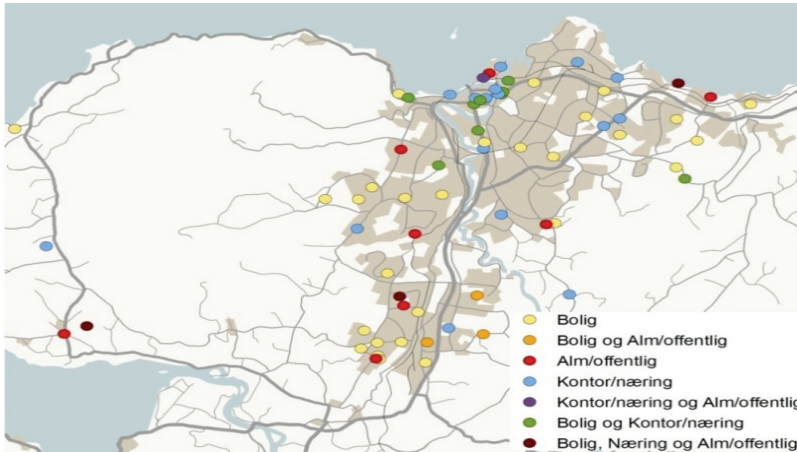 Bolig
Bolig og Alm/offentlig
Alm/offentlig
Kontor/næring
Kontor/næring og Alm/offentlig
Bolig og Kontor/næring
Bolig, Næring og Alm/offentlig